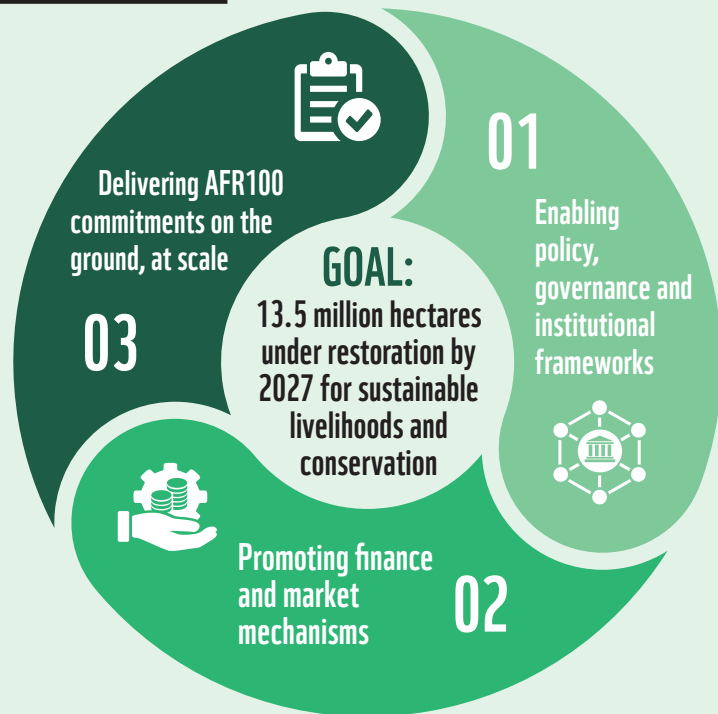 GOAL:
13.5 million hectares
under restoration by
2027 for sustainable
livelihoods and
conservation
01
Enabling
policy,
governance and
institutional
frameworks
02
Promoting finance
and market
mechanisms
03
Delivering AFR100
commitments on the
ground, at scale